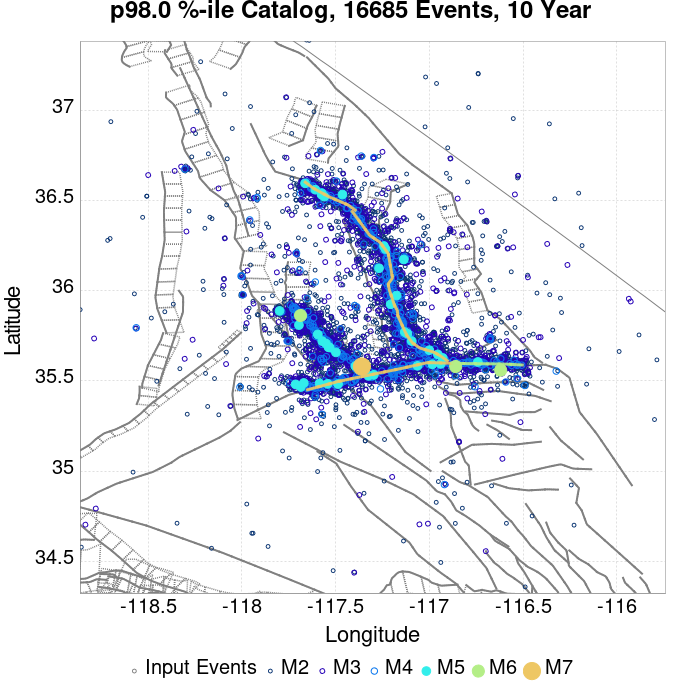 p98.0 %-ile Catalog, 16685 Events, 10 Year
Latitude
37
36.5
36
35.5
35
34.5
-118.5 -118 -117.5 -117 -116.5 -116
Longitude
Input Events M2 M3 M4 M5 M6 M7